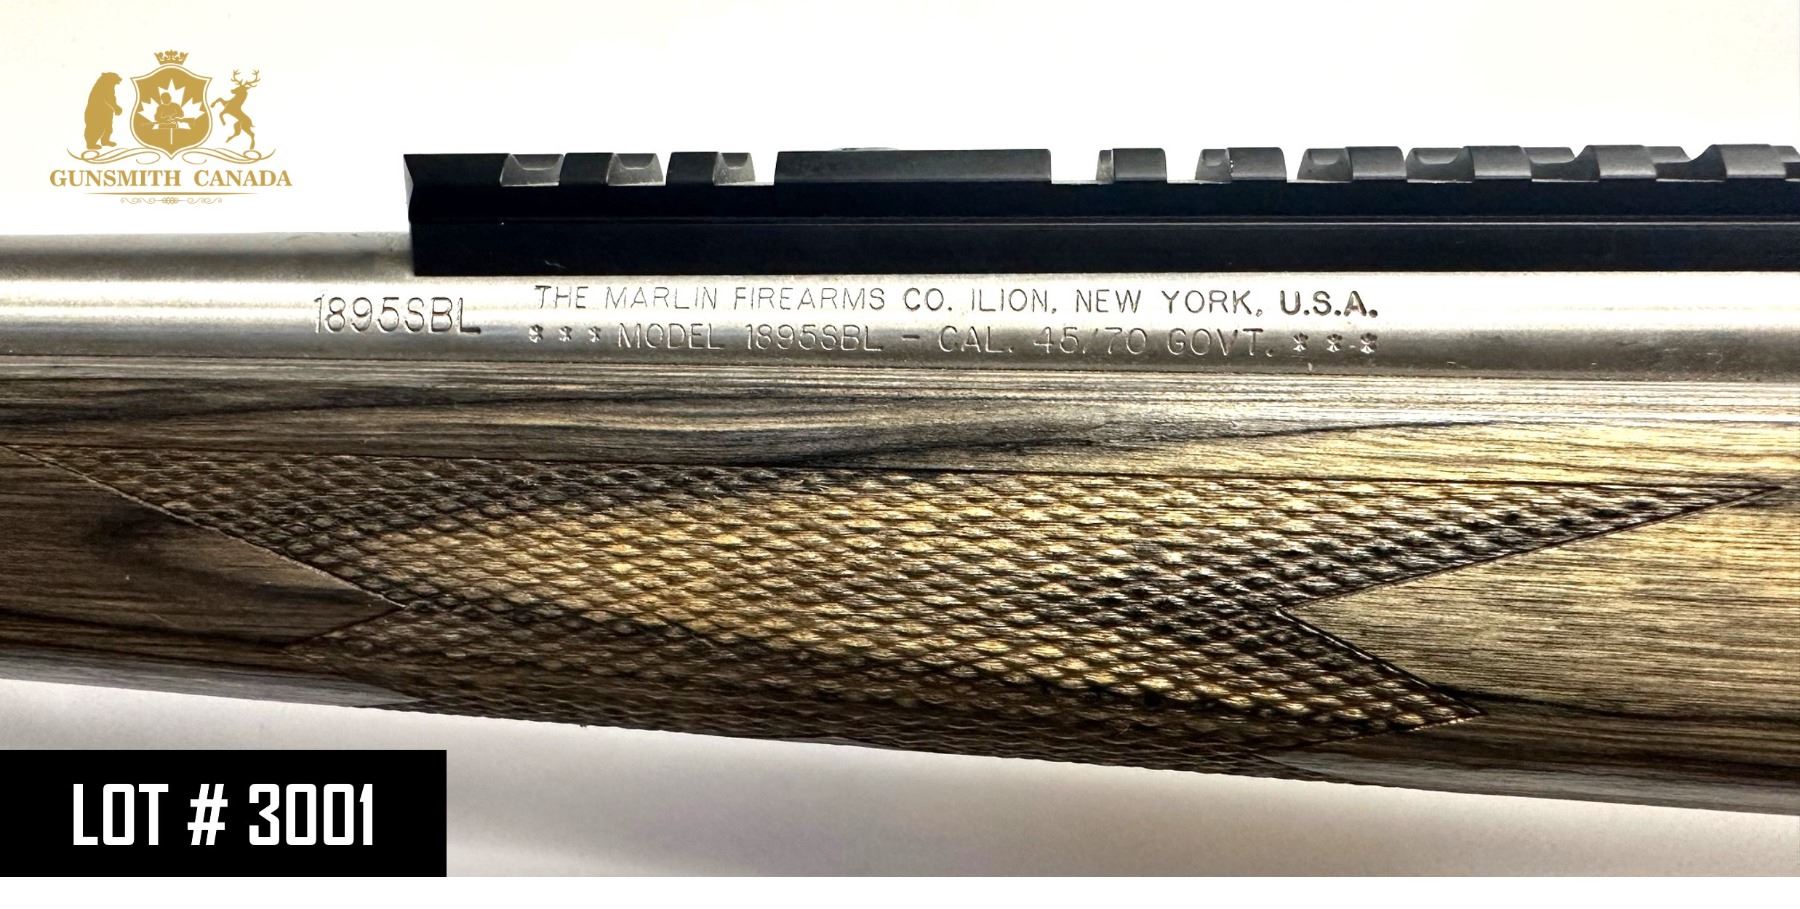 GUNSMITH CANADA
1895SBL
THE MARLIN FIREARMS CO. ILION, NEW YORK, U.S.A.
*** MODEL 1895SBL - CAL. 45/70 GOVT. ***
LOT # 3001